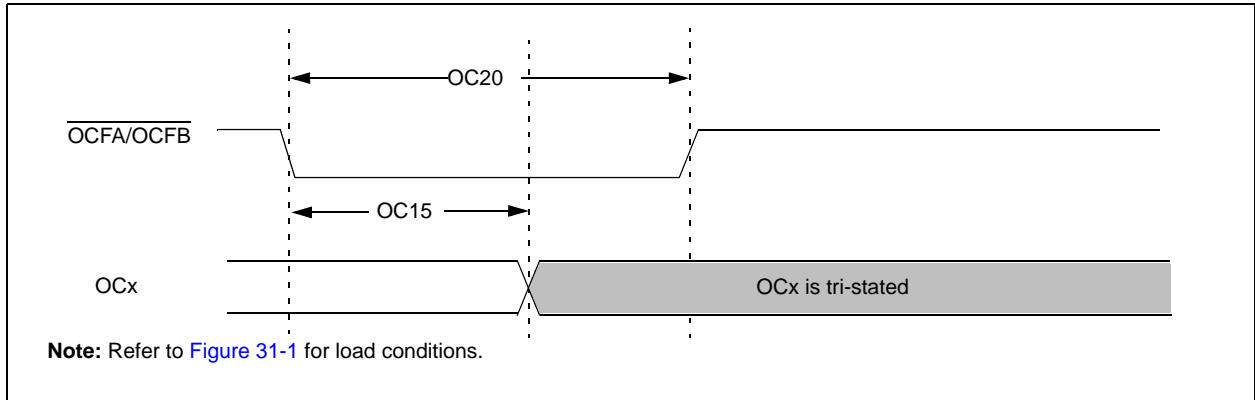 OC20
OCFA/OCFB
OC15
OCx
OCx is tri-stated
Note: Refer to Figure 31-1 for load conditions.